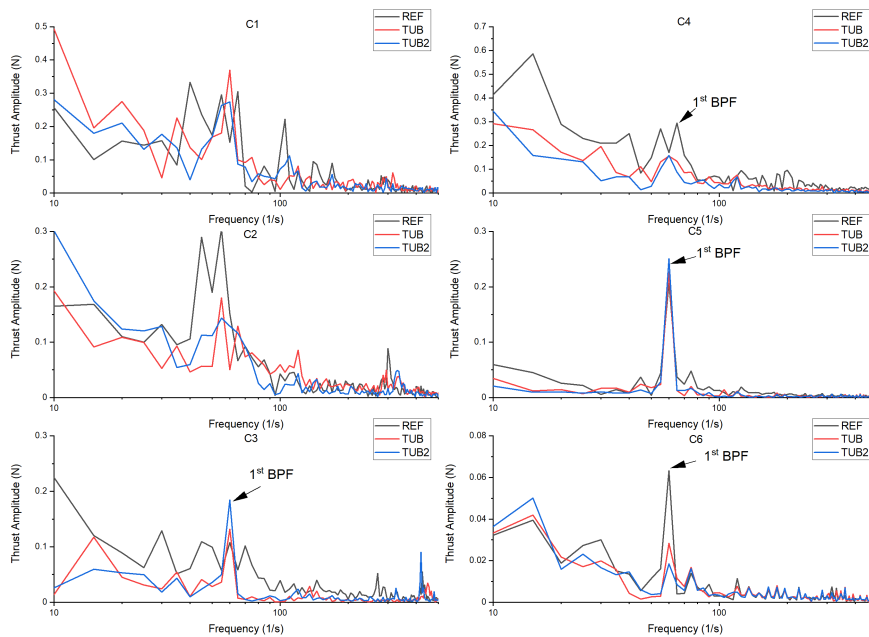 C1
REF
TUB
TUB2
Thrust Amplitude (N)
0.5
0.4
0.3
0.2
0.1
0
10
100
Frequency (1/s)
C4
REF
TUB
TUB2
1st BPF
Thrust Amplitude (N)
0.7
0.6
0.5
0.4
0.3
0.2
0.1
0
10
100
Frequency (1/s)
C2
REF
TUB
TUB2
Thrust Amplitude (N)
0.3
0.2
0.1
0
10
100
Frequency (1/s)
C5
REF
TUB
TUB2
1st BPF
Thrust Amplitude (N)
0.3
0.2
0.1
0
10
100
Frequency (1/s)
C3
REF
TUB
TUB2
1st BPF
Thrust Amplitude (N)
0.3
0.2
0.1
0
10
100
Frequency (1/s)
C6
REF
TUB
TUB2
1st BPF
Thrust Amplitude (N)
0.08
0.06
0.04
0.02
0
10
100
Frequency (1/s)